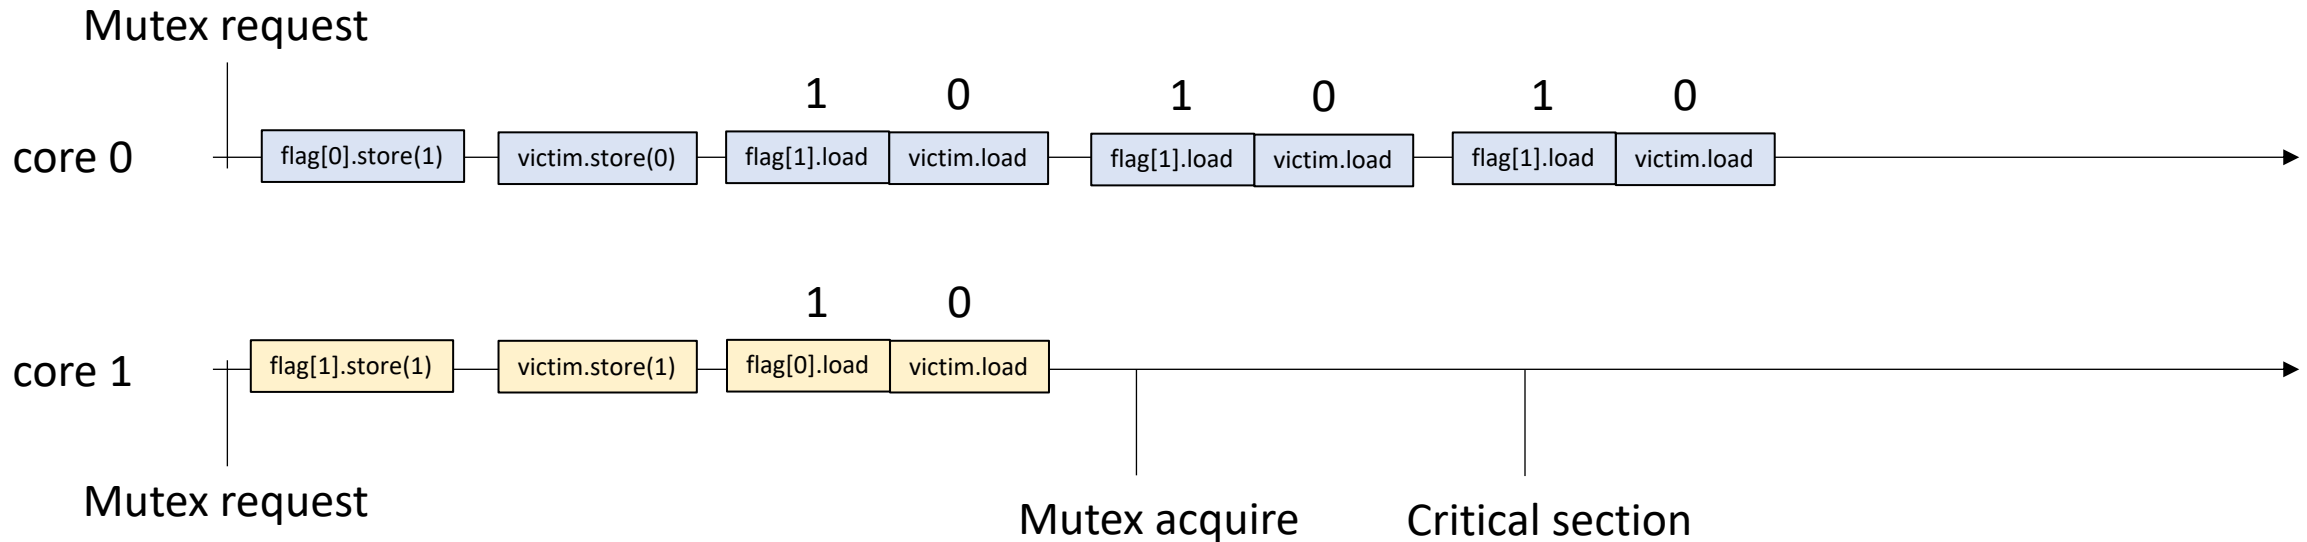 Mutex request
1 0 1 0 1 0
core 0 flag[0].store(1) victim.store(0) flag[1].load victim.load flag[1].load victim.load flag[1].load victim.load
1 0
core 1 flag[1].store(1) victim.store(1) flag[0].load victim.load
Mutex request
Mutex acquire Critical section